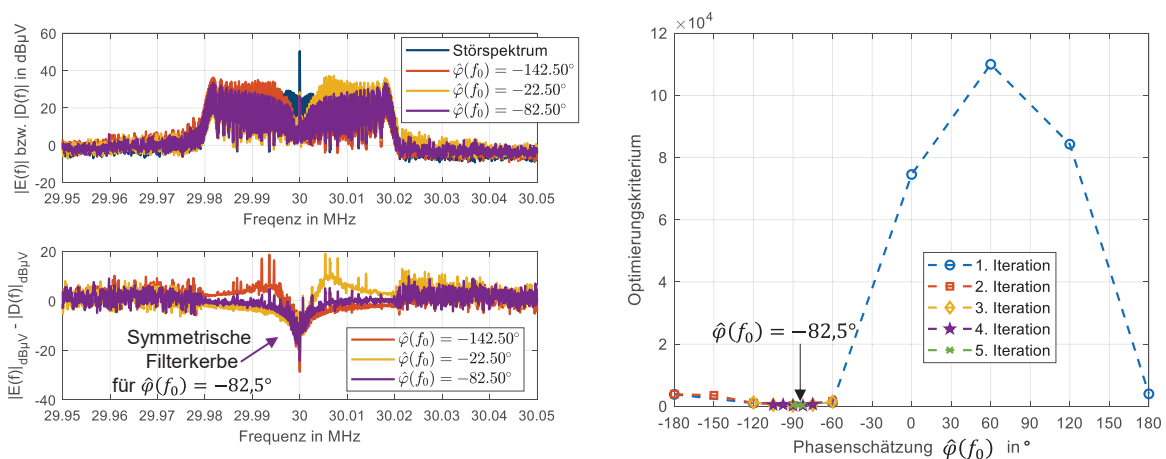 |E(f)| bzw. |D(f)| in dBµV
60
40
20
0
-20
29.95 29.96 29.97 29.98 29.99 30 30.01 30.02 30.03 30.04 30.05
Freqenz in MHz
Störspektrum
φ̂(f₀) = −142.50°
φ̂(f₀) = −22.50°
φ̂(f₀) = −82.50°
|E(f)|dBµV - |D(f)|dBµV
20
0
-20
-40
29.95 29.96 29.97 29.98 29.99 30 30.01 30.02 30.03 30.04 30.05
Frequenz in MHz
Symmetrische
Filterkerbe
für φ̂(f₀) = −82,5°
φ̂(f₀) = −142.50°
φ̂(f₀) = −22.50°
φ̂(f₀) = −82.50°
×10⁴
Optimierungskriterium
12
10
8
6
4
2
0
-180 -150 -120 -90 -60 -30 0 30 60 90 120 150 180
Phasenschätzung φ̂(f₀) in °
φ̂(f₀) = −82,5°
1. Iteration
2. Iteration
3. Iteration
4. Iteration
5. Iteration